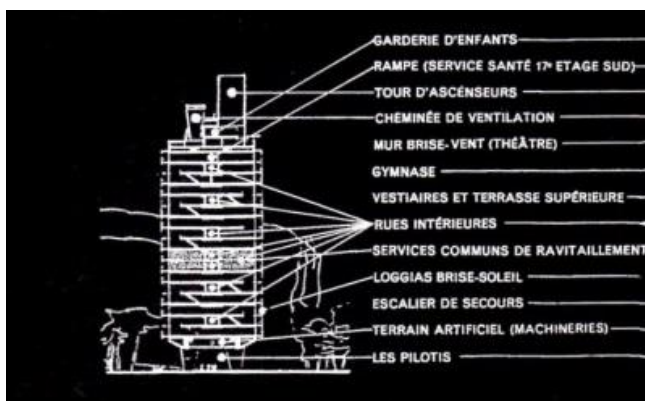 GARDERIE D'ENFANTS
RAMPE (SERVICE SANTÉ 17e ETAGE SUD)
TOUR D'ASCÉNSEURS
CHEMINÉE DE VENTILATION
MUR BRISE-VENT (THÉÂTRE)
GYMNASE
VESTIAIRES ET TERRASSE SUPÉRIEURE
RUES INTÉRIEURES
SERVICES COMMUNS DE RAVITAILLEMENT
LOGGIAS BRISE-SOLEIL
ESCALIER DE SECOURS
TERRAIN ARTIFICIEL (MACHINERIES)
LES PILOTIS